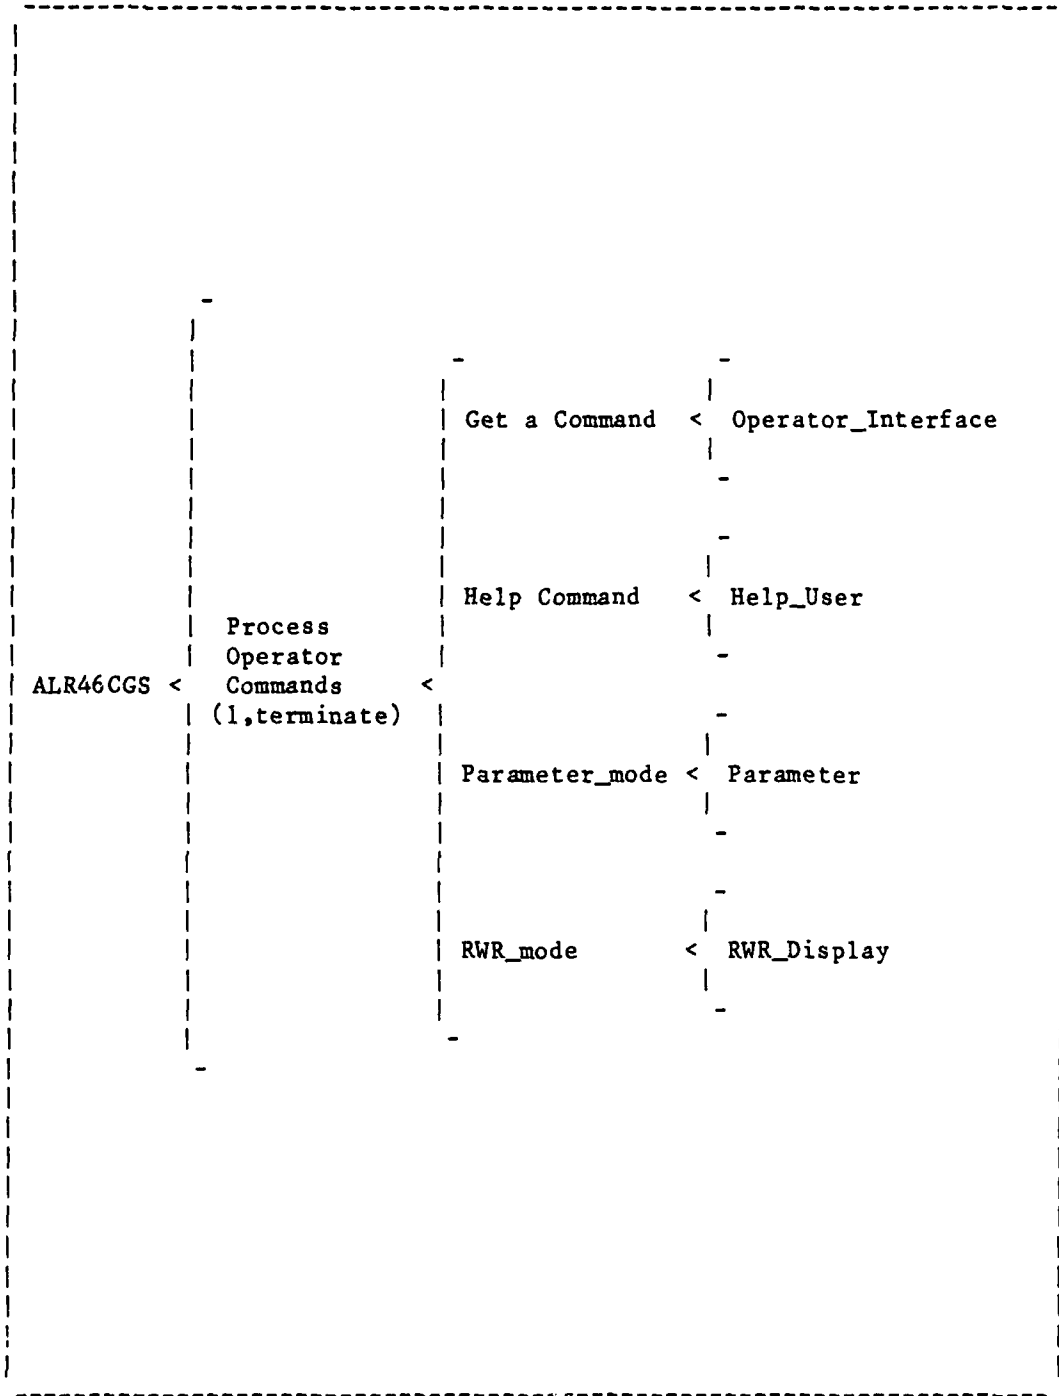 Get a Command < Operator_Interface
Help Command < Help_User
Process
Operator
ALR46CGS < Commands <
(1,terminate)
Parameter_mode < Parameter
RWR_mode < RWR_Display